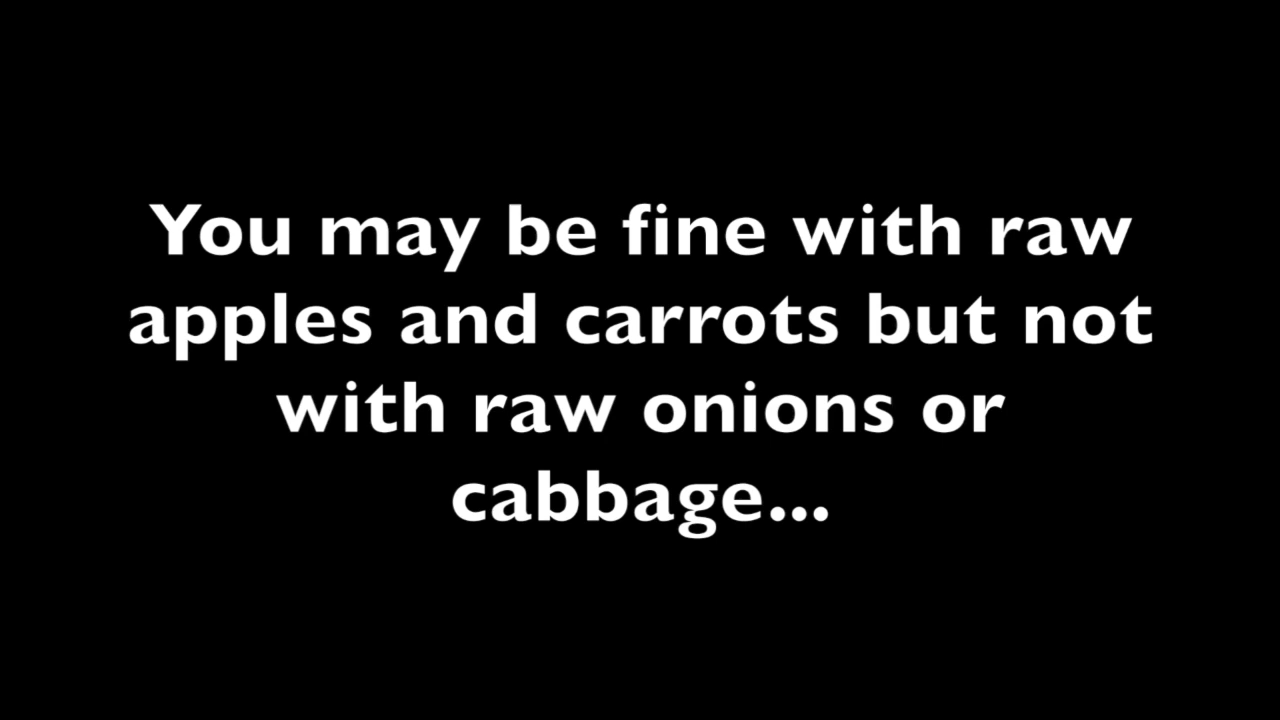 You may be fine with raw
apples and carrots but not
with raw onions or
cabbage...